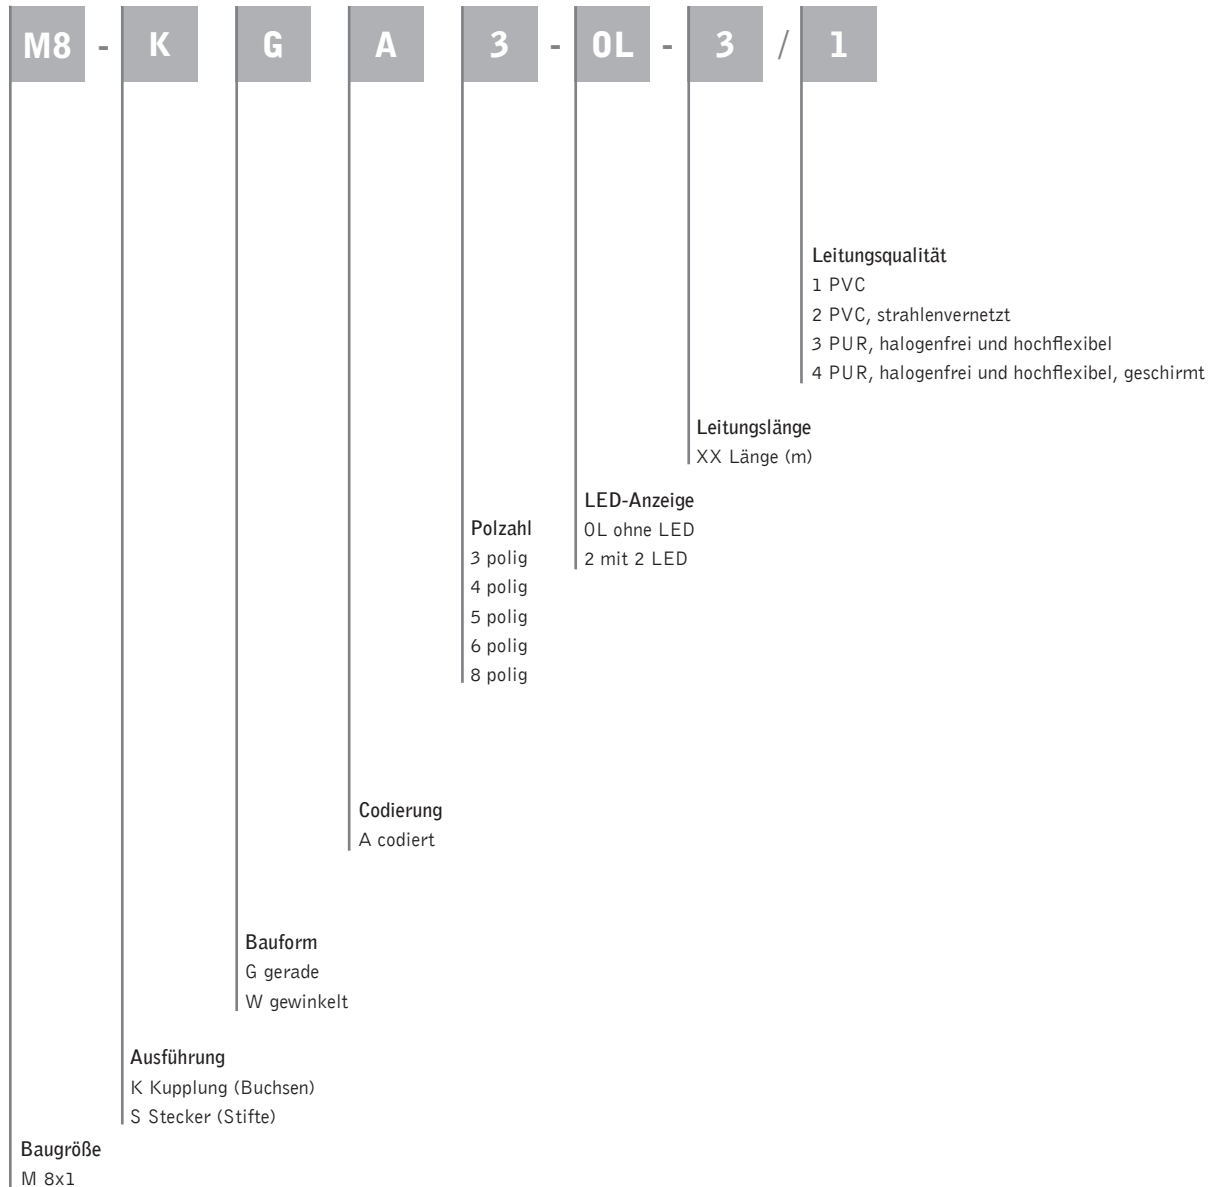 M8 - K G A 3 - 0L - 3 / 1
Leitungsqualität
1 PVC
2 PVC, strahlenvernetzt
3 PUR, halogenfrei und hochflexibel
4 PUR, halogenfrei und hochflexibel, geschirmt
Leitungslänge
XX Länge (m)
LED-Anzeige
0L ohne LED
2 mit 2 LED
Polzahl
3 polig
4 polig
5 polig
6 polig
8 polig
Codierung
A codiert
Bauform
G gerade
W gewinkelt
Ausführung
K Kupplung (Buchsen)
S Stecker (Stifte)
Baugröße
M 8x1